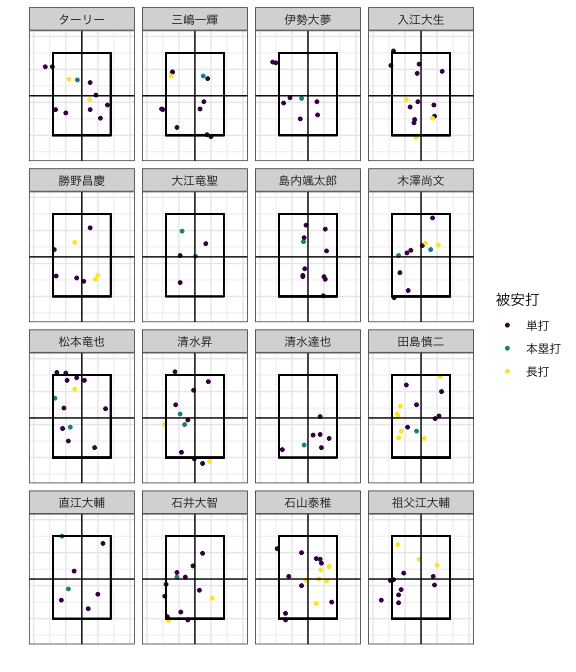 ターリー
三嶋一輝
伊勢大夢
入江大生
勝野昌慶
大江竜聖
島内颯太郎
木澤尚文
松本竜也
清水昇
清水達也
田島慎二
直江大輔
石井大智
石山泰稚
祖父江大輔
被安打
単打
本塁打
長打